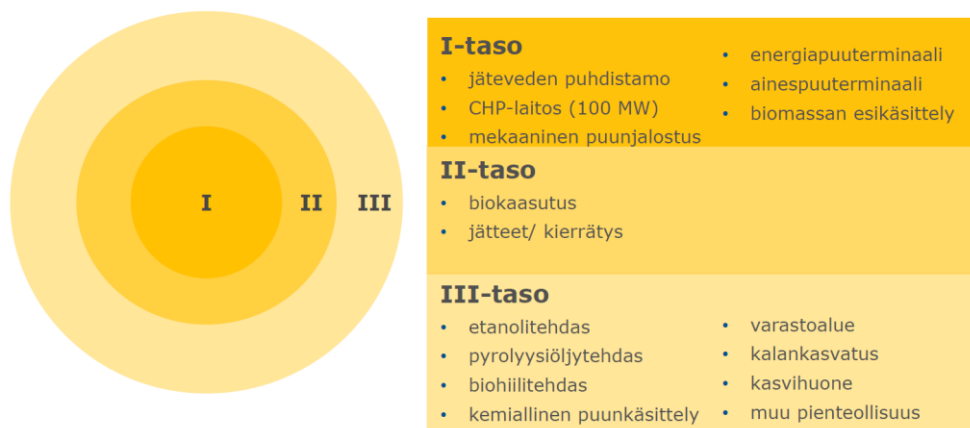 I
II
III
I-taso
• jäteveden puhdistamo
• CHP-laitos (100 MW)
• mekaaninen puunjalostus
• energiapuuterminaali
• ainespuuterminaali
• biomassan esikäsittely
II-taso
• biokaasutus
• jätteet/ kierrätys
III-taso
• etanolitehdas
• pyrolyysiöljytehdas
• biohiilitehdas
• kemiallinen puunkäsittely
• varastoalue
• kalankasvatus
• kasvihuone
• muu pienteollisuus